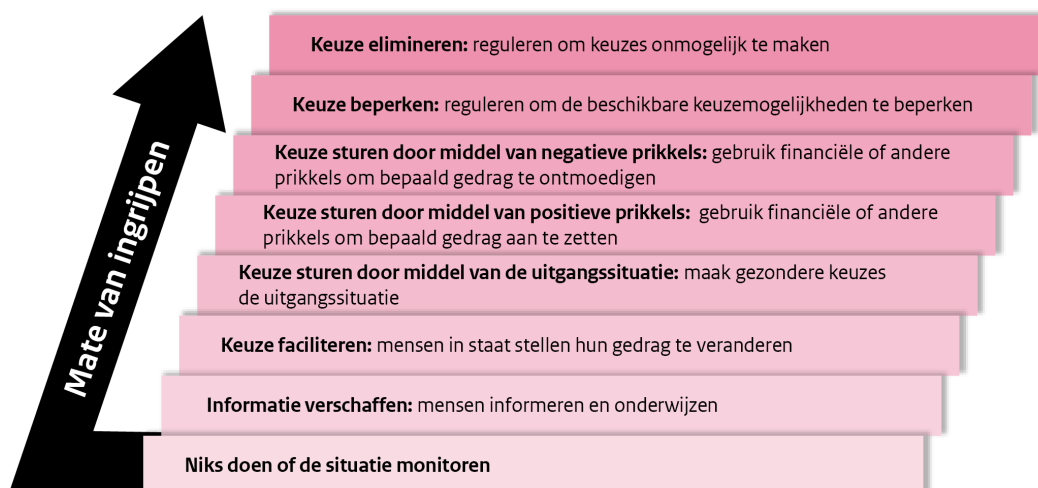 Keuze elimineren: reguleren om keuzes onmogelijk te maken
Keuze beperken: reguleren om de beschikbare keuzemogelijkheden te beperken
Keuze sturen door middel van negatieve prikkels: gebruik financiële of andere
prikkels om bepaald gedrag te ontmoedigen
Keuze sturen door middel van positieve prikkels: gebruik financiële of andere
prikkels om bepaald gedrag aan te zetten
Keuze sturen door middel van de uitgangssituatie: maak gezondere keuzes
de uitgangssituatie
Keuze faciliteren: mensen in staat stellen hun gedrag te veranderen
Informatie verschaffen: mensen informeren en onderwijzen
Niks doen of de situatie monitoren
Mate van ingrijpen